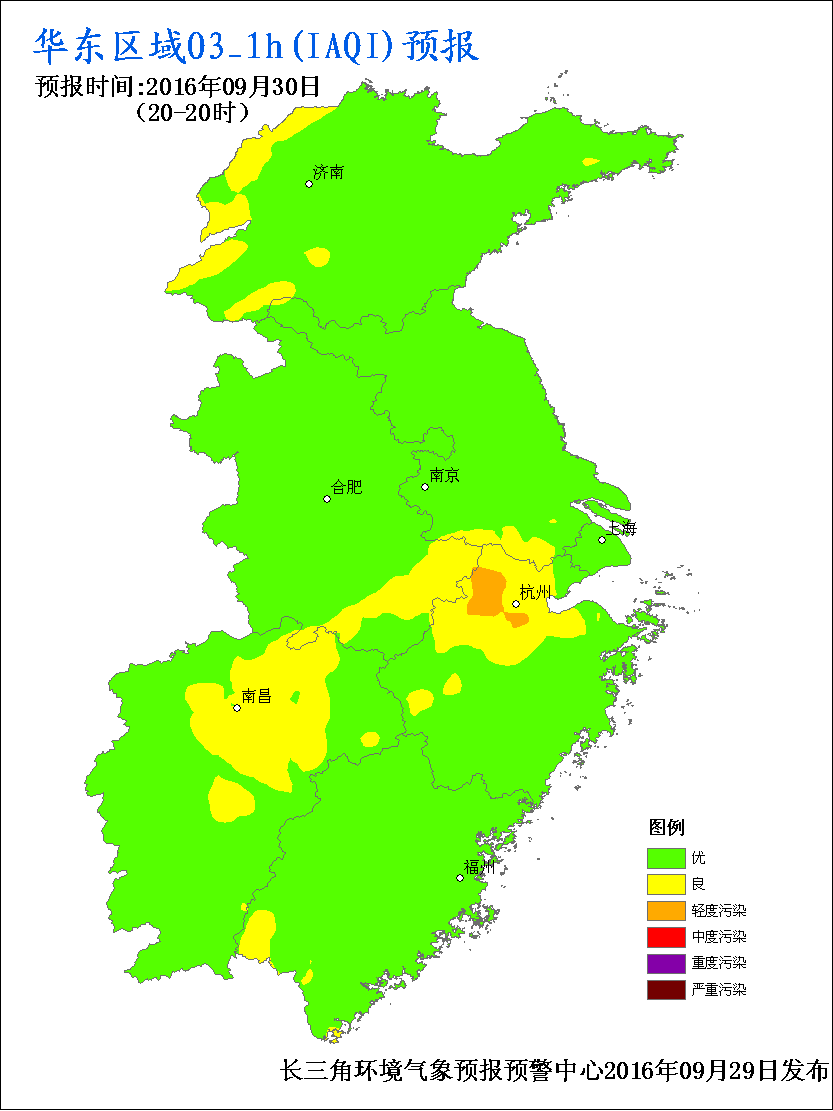 华东区域O3_1h(IAQI)预报
预报时间:2016年09月30日
(20-20时)
济南
南京
合肥
上海
杭州
南昌
福州
图例
优
良
轻度污染
中度污染
重度污染
严重污染
长三角环境气象预报预警中心2016年09月29日发布